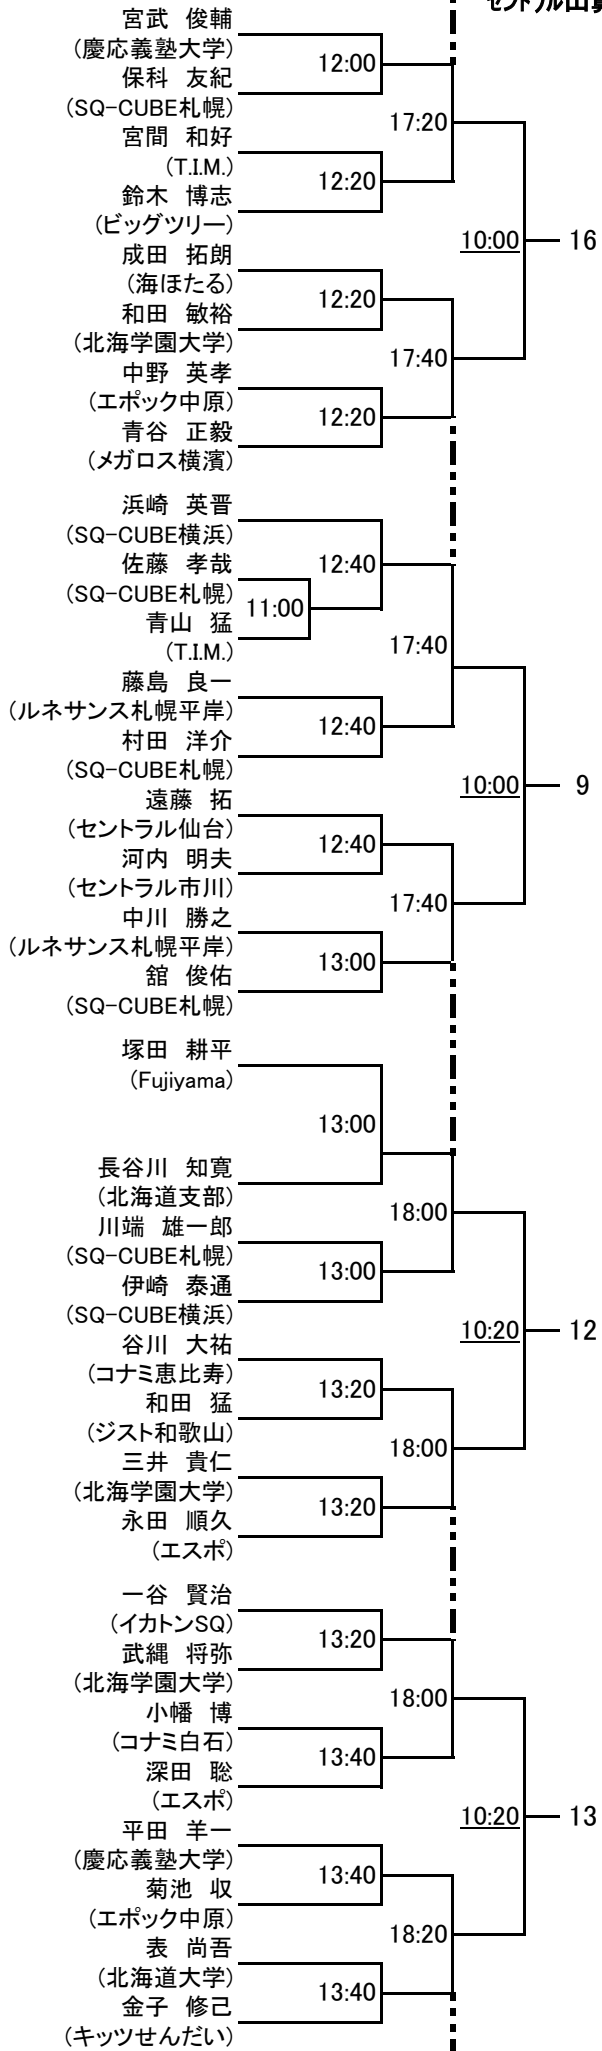 宮武 俊輔
(慶応義塾大学)
12:00
保科 友紀
(SQ-CUBE札幌)
17:20
宮間 和好
(T.I.M.)
12:20
鈴木 博志
(ビッグツリー)
10:00
16
成田 拓朗
(海ほたる)
12:20
和田 敏裕
(北海学園大学)
17:40
中野 英孝
(エポック中原)
12:20
青谷 正毅
(メガロス横濱)
浜崎 英晋
(SQ-CUBE横浜)
12:40
佐藤 孝哉
(SQ-CUBE札幌)
11:00
青山 猛
(T.I.M.)
17:40
藤島 良一
(ルネサンス札幌平岸)
12:40
村田 洋介
(SQ-CUBE札幌)
10:00
9
遠藤 拓
(セントラル仙台)
12:40
河内 明夫
(セントラル市川)
17:40
中川 勝之
(ルネサンス札幌平岸)
13:00
舘 俊佑
(SQ-CUBE札幌)
塚田 耕平
(Fujiyama)
13:00
長谷川 知寛
(北海道支部)
18:00
川端 雄一郎
(SQ-CUBE札幌)
13:00
伊崎 泰通
(SQ-CUBE横浜)
10:20
12
谷川 大祐
(コナミ恵比寿)
13:20
和田 猛
(ジスト和歌山)
18:00
三井 貴仁
(北海学園大学)
13:20
永田 順久
(エスポ)
一谷 賢治
(イカトンSQ)
13:20
武縄 将弥
(北海学園大学)
18:00
小幡 博
(コナミ白石)
13:40
深田 聡
(エスポ)
10:20
13
平田 羊一
(慶応義塾大学)
13:40
菊池 収
(エポック中原)
18:20
表 尚吾
(北海道大学)
13:40
金子 修己
(キッツせんだい)